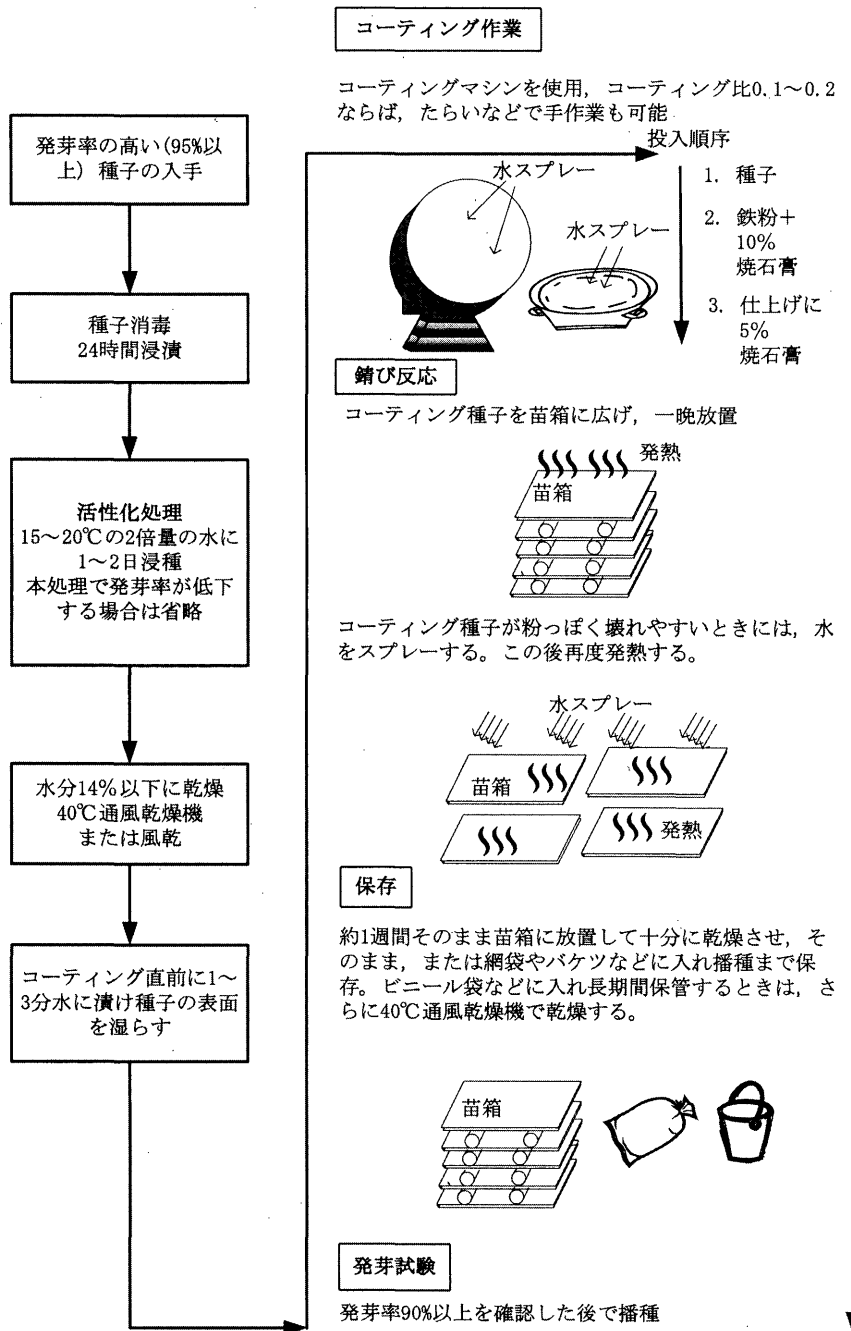 発芽率の高い(95%以
上) 種子の入手
種子消毒
24時間浸漬
活性化処理
15～20℃の2倍量の水に
1～2日浸種
本処理で発芽率が低下
する場合は省略
水分14%以下に乾燥
40℃通風乾燥機
または風乾
コーティング直前に1～
3分水に漬け種子の表面
を湿らす
コーティング作業
コーティングマシンを使用，コーティング比0.1～0.2
ならば，たらいなどで手作業も可能
投入順序
水スプレー
水スプレー
1. 種子
2. 鉄粉＋
10%
焼石膏
3. 仕上げに
5%
焼石膏
錆び反応
コーティング種子を苗箱に広げ，一晩放置
発熱
苗箱
コーティング種子が粉っぽく壊れやすいときには，水
をスプレーする。この後再度発熱する。
水スプレー
苗箱
発熱
保存
約1週間そのまま苗箱に放置して十分に乾燥させ，そ
のまま，または網袋やバケツなどに入れ播種まで保
存。ビニール袋などに入れ長期間保管するときは，さ
らに40℃通風乾燥機で乾燥する。
苗箱
発芽試験
発芽率90%以上を確認した後で播種